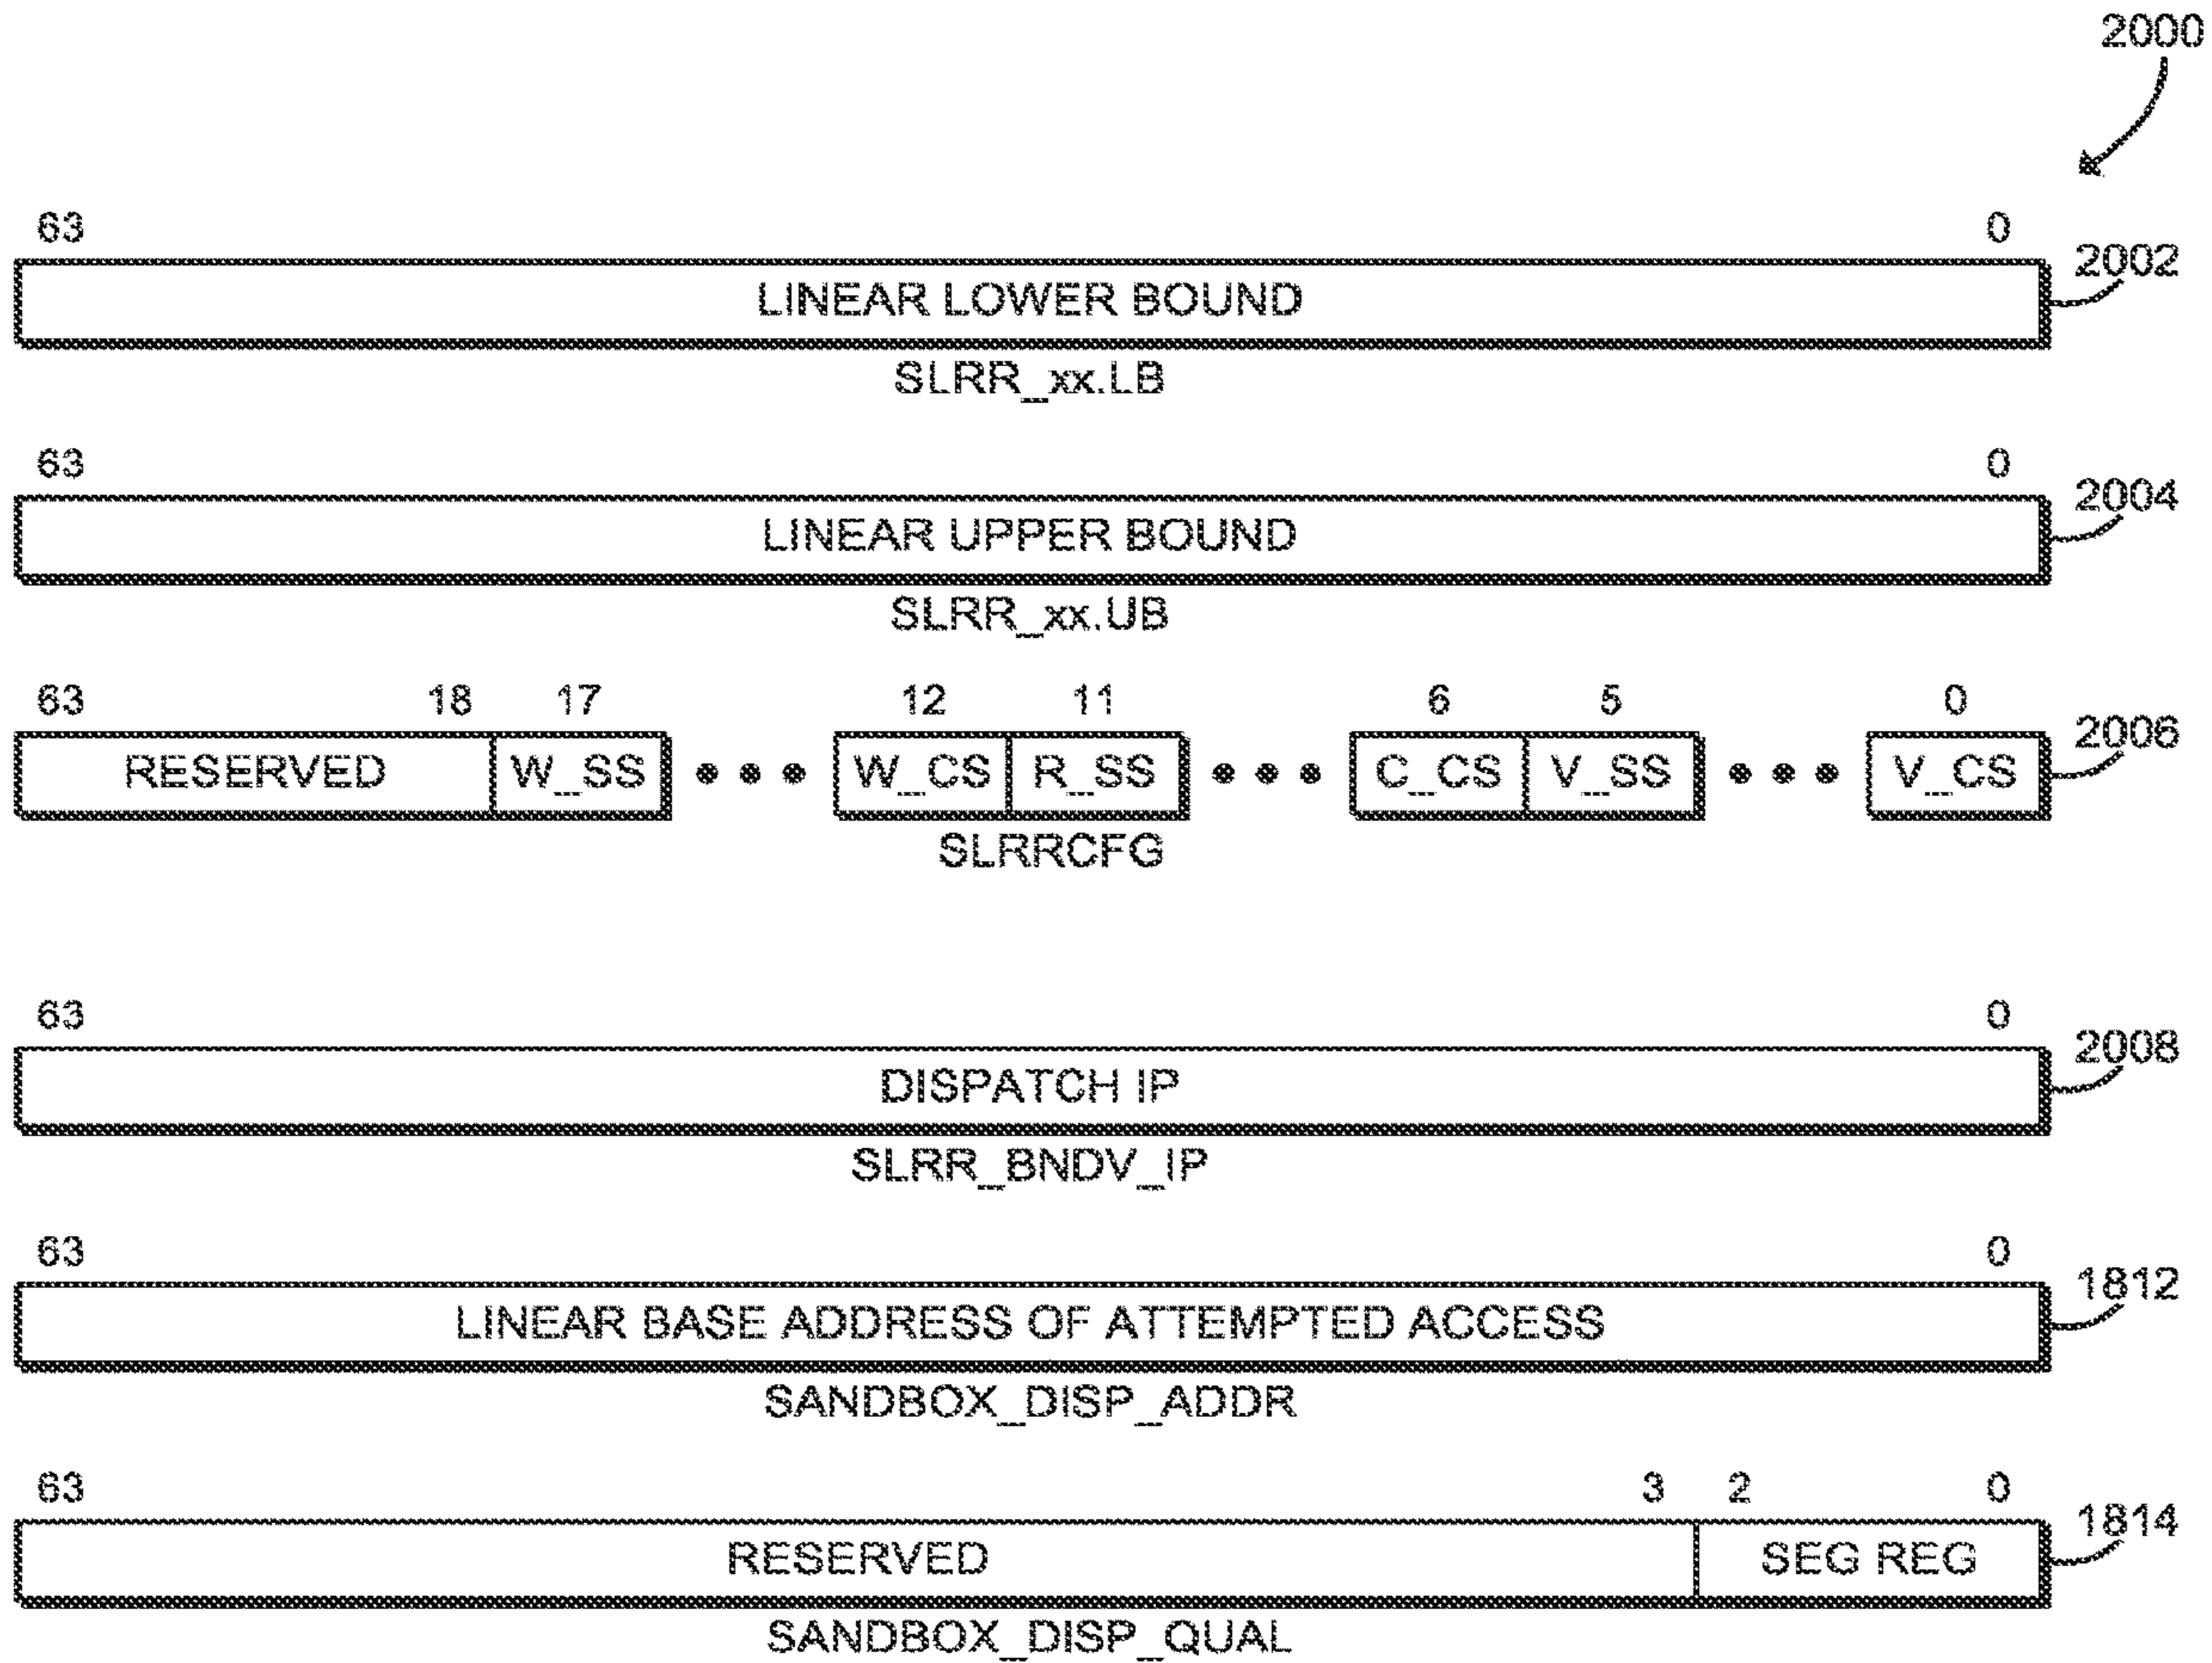 2000
63 0
2002
LINEAR LOWER BOUND
SLRR_xx.LB
63 0
2004
LINEAR UPPER BOUND
SLRR_xx.UB
63 18 17 12 11 6 5 0
2006
RESERVED W_SS W_CS R_SS C_CS V_SS V_CS
SLRRCFG
63 0
2008
DISPATCH IP
SLRR_BNDV_IP
63 0
1812
LINEAR BASE ADDRESS OF ATTEMPTED ACCESS
SANDBOX_DISP_ADDR
63 3 2 0
1814
RESERVED SEG REG
SANDBOX_DISP_QUAL